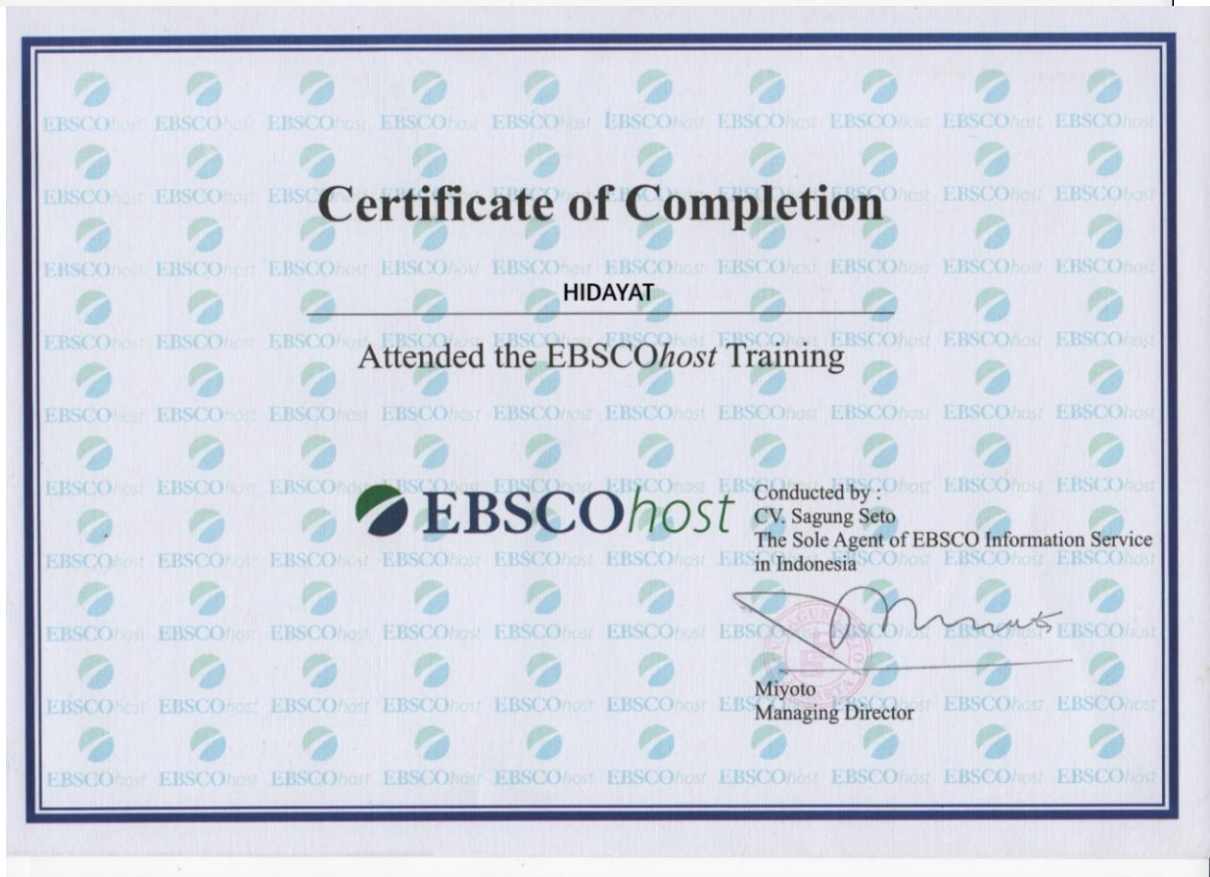 Certificate of Completion
HIDAYAT
Attended the EBSCOhost Training
EBSCOhost
Conducted by :
CV. Sagung Seto
The Sole Agent of EBSCO Information Service
in Indonesia
Miyoto
Managing Director